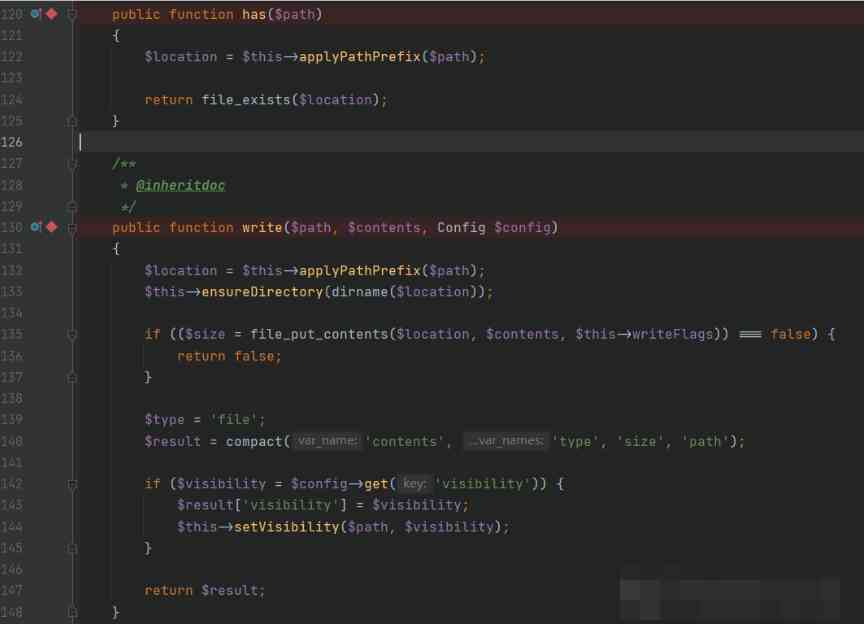 120 public function has($path)
121 {
122 $location = $this->applyPathPrefix($path);
123
124 return file_exists($location);
125 }
126
127 /**
128 * @inheritdoc
129 */
130 public function write($path, $contents, Config $config)
131 {
132 $location = $this->applyPathPrefix($path);
133 $this->ensureDirectory(dirname($location));
134
135 if (($size = file_put_contents($location, $contents, $this->writeFlags)) === false) {
136 return false;
137 }
138
139 $type = 'file';
140 $result = compact( var_name: 'contents', ...var_names: 'type', 'size', 'path');
141
142 if ($visibility = $config->get( key: 'visibility')) {
143 $result['visibility'] = $visibility;
144 $this->setVisibility($path, $visibility);
145 }
146
147 return $result;
148 }